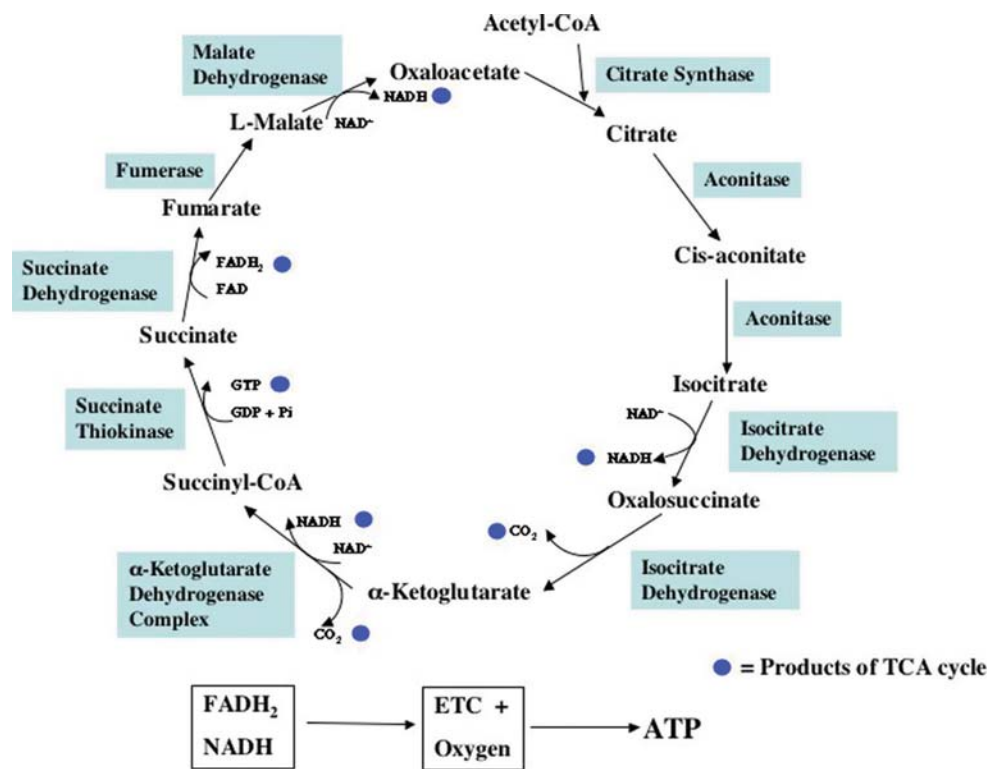 Acetyl-CoA
Malate
Dehydrogenase
Oxaloacetate
Citrate Synthase
NADH
NAD⁻
L-Malate
Citrate
Fumerase
Aconitase
Fumarate
Cis-aconitate
FADH₂
FAD
Succinate
Dehydrogenase
Aconitase
Succinate
Isocitrate
GTP
GDP + Pi
Succinate
Thiokinase
NAD⁻
NADH
Isocitrate
Dehydrogenase
Succinyl-CoA
Oxalosuccinate
NADH
NAD⁻
CO₂
α-Ketoglutarate
Dehydrogenase
Complex
α-Ketoglutarate
Isocitrate
Dehydrogenase
CO₂
= Products of TCA cycle
FADH₂
NADH
ETC +
Oxygen
ATP